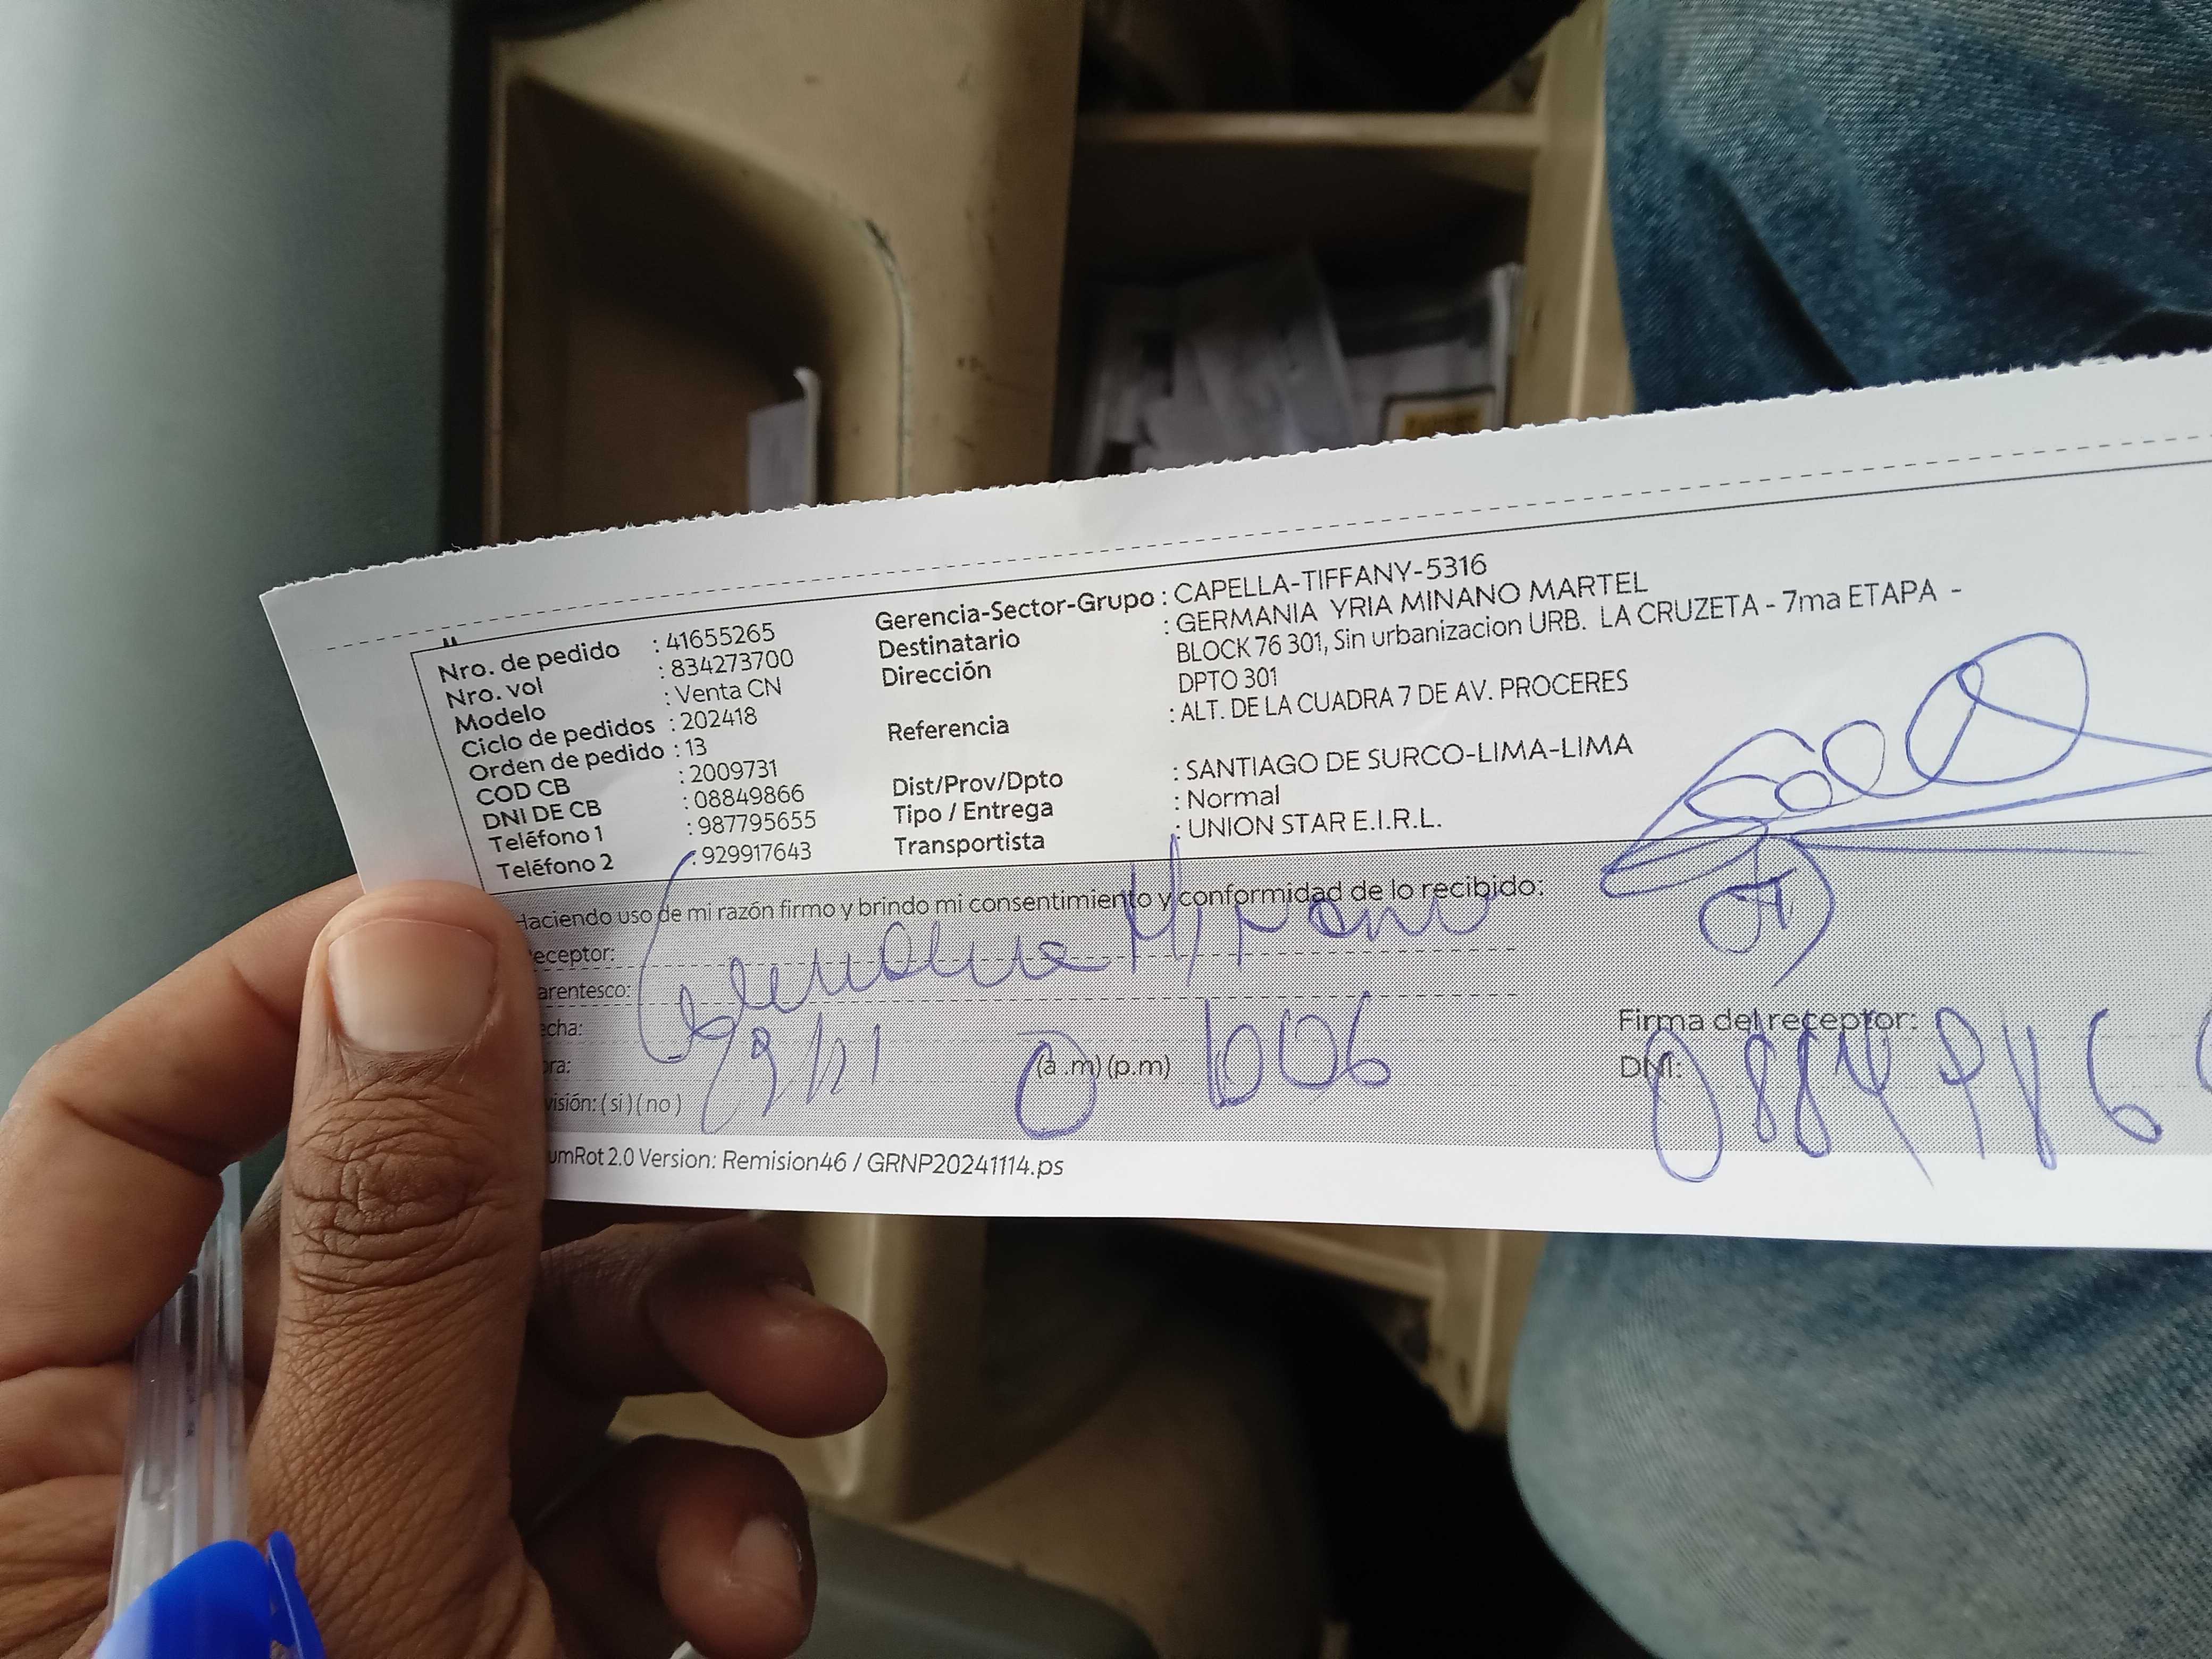 Nro. de pedido : 41655265
Nro. vol : 834273700
Modelo : Venta CN
Ciclo de pedidos : 202418
Orden de pedido : 13
COD CB : 2009731
DNI DE CB : 08849866
Teléfono 1 : 987795655
Teléfono 2 : 929917643
Gerencia-Sector-Grupo : CAPELLA-TIFFANY-5316
Destinatario : GERMANIA YRIA MINANO MARTEL
Dirección BLOCK 76 301, Sin urbanizacion URB. LA CRUZETA - 7ma ETAPA -
DPTO 301
Referencia : ALT. DE LA CUADRA 7 DE AV. PROCERES
Dist/Prov/Dpto : SANTIAGO DE SURCO-LIMA-LIMA
Tipo / Entrega : Normal
Transportista : UNION STAR E.I.R.L.
Haciendo uso de mi razón firmo y brindo mi consentimiento y conformidad de lo recibido:
eceptor:
arentesco:
echa:
ora: (a .m) (p.m)
visión: ( si ) ( no )
Firma del receptor:
DNI:
umRot 2.0 Version: Remision46 / GRNP20241114.ps